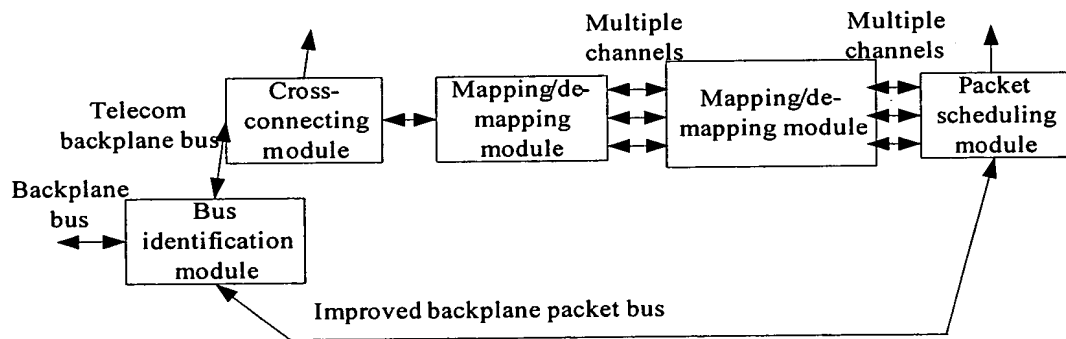 Multiple
channels
Multiple
channels
Cross-
connecting
module
Mapping/de-
mapping
module
Mapping/de-
mapping module
Packet
scheduling
module
Telecom
backplane bus
Backplane
bus
Bus
identification
module
Improved backplane packet bus